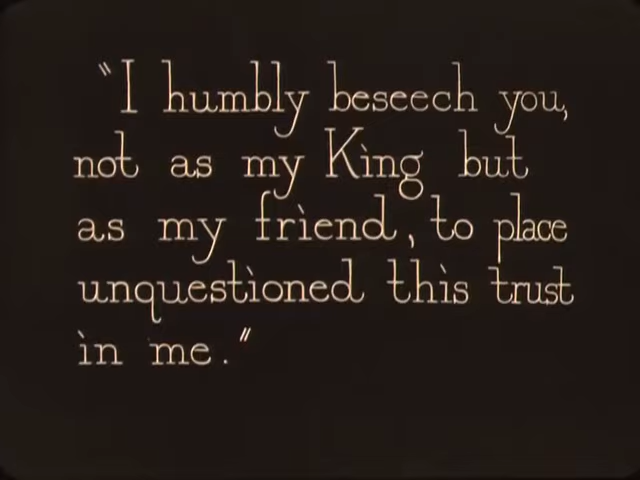 "I humbly beseech you,
not as my King but
as my friend, to place
unquestioned this trust
in me."